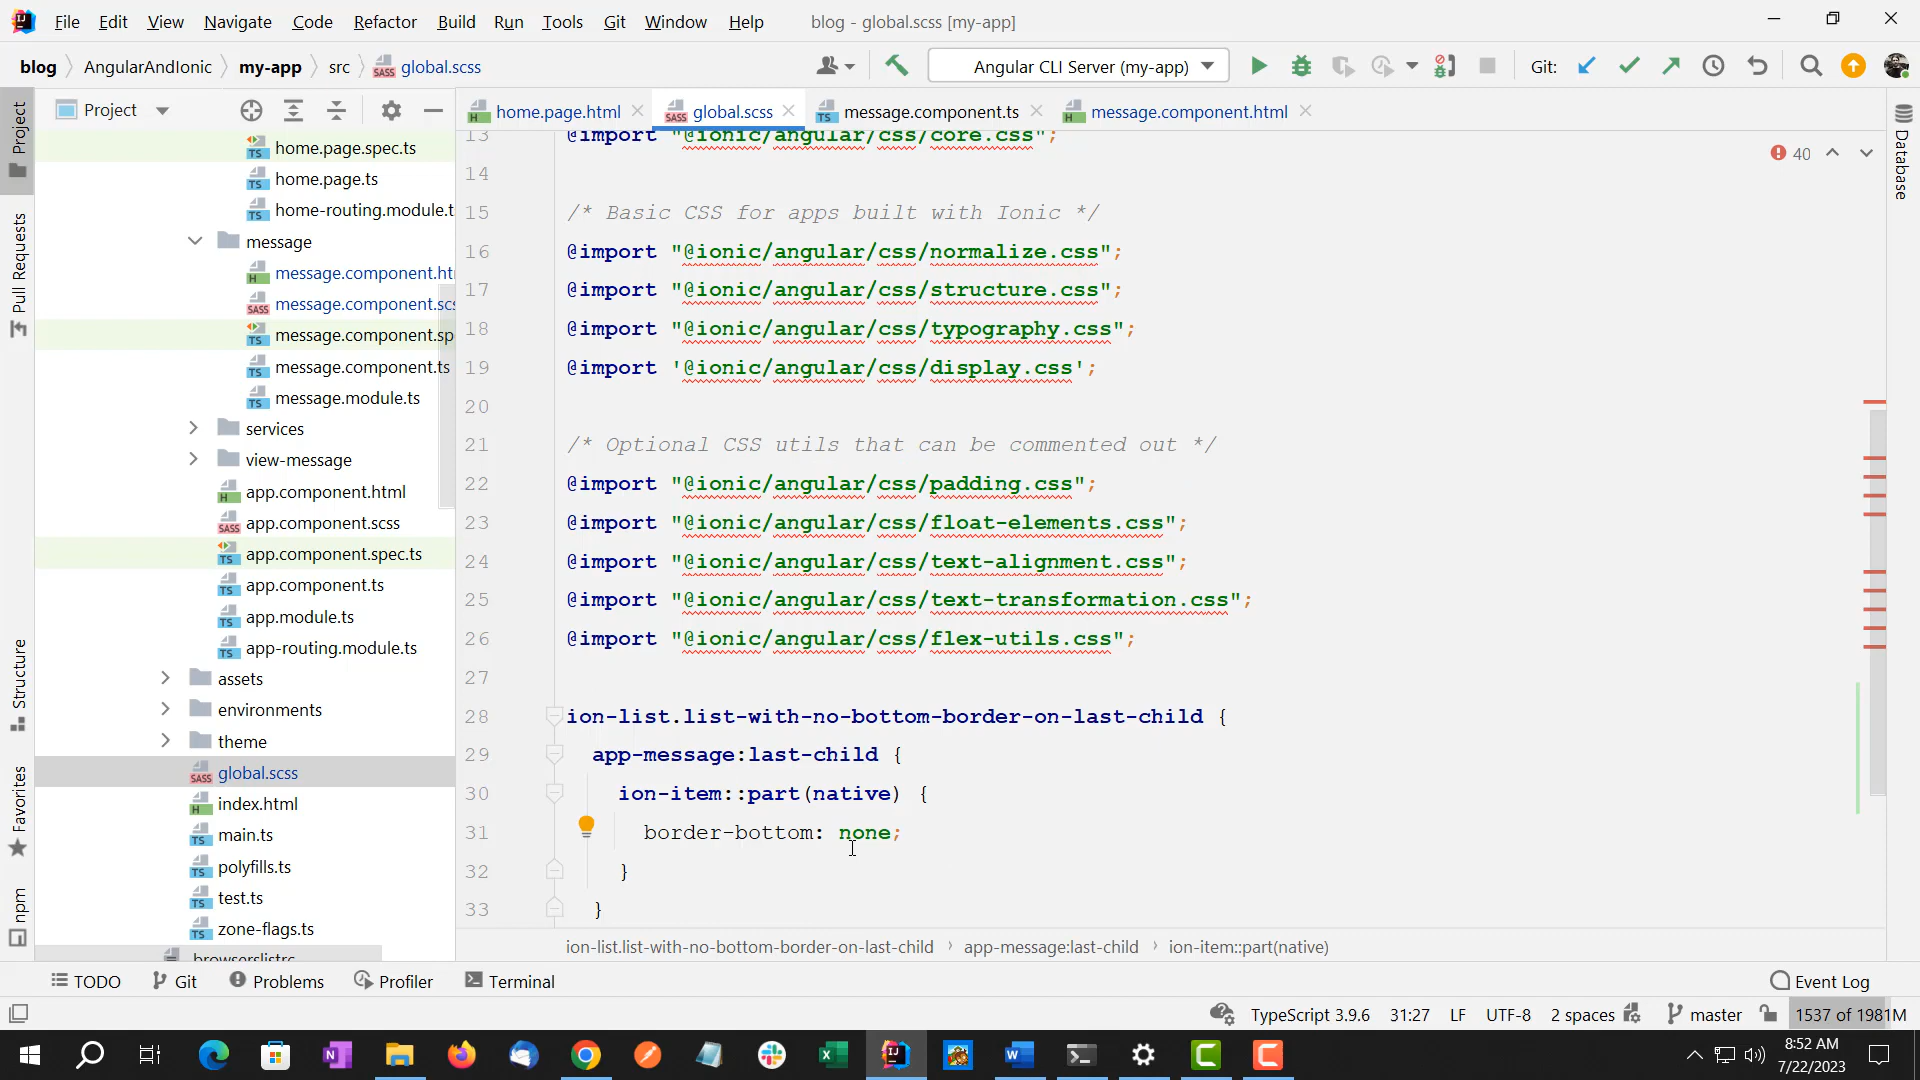 File Edit View Navigate Code Refactor Build Run Tools Git Window Help blog - global.scss [my-app]
blog AngularAndIonic my-app src global.scss Angular CLI Server (my-app) Git:
Project
home.page.html global.scss message.component.ts message.component.html
home.page.spec.ts
home.page.ts
home-routing.module.t
message
message.component.htm
message.component.scs
message.component.sp
message.component.ts
message.module.ts
services
view-message
app.component.html
app.component.scss
app.component.spec.ts
app.component.ts
app.module.ts
app-routing.module.ts
assets
environments
theme
global.scss
index.html
main.ts
polyfills.ts
test.ts
zone-flags.ts
browserslistrc
Project
Pull Requests
Structure
Favorites
npm
Database
40
13 @import "@ionic/angular/css/core.css";
14
15 /* Basic CSS for apps built with Ionic */
16 @import "@ionic/angular/css/normalize.css";
17 @import "@ionic/angular/css/structure.css";
18 @import "@ionic/angular/css/typography.css";
19 @import '@ionic/angular/css/display.css';
20
21 /* Optional CSS utils that can be commented out */
22 @import "@ionic/angular/css/padding.css";
23 @import "@ionic/angular/css/float-elements.css";
24 @import "@ionic/angular/css/text-alignment.css";
25 @import "@ionic/angular/css/text-transformation.css";
26 @import "@ionic/angular/css/flex-utils.css";
27
28 ion-list.list-with-no-bottom-border-on-last-child {
29 app-message:last-child {
30 ion-item::part(native) {
31 border-bottom: none;
32 }
33 }
ion-list.list-with-no-bottom-border-on-last-child app-message:last-child ion-item::part(native)
TODO Git Problems Profiler Terminal Event Log
TypeScript 3.9.6 31:27 LF UTF-8 2 spaces master 1537 of 1981M
8:52 AM
7/22/2023